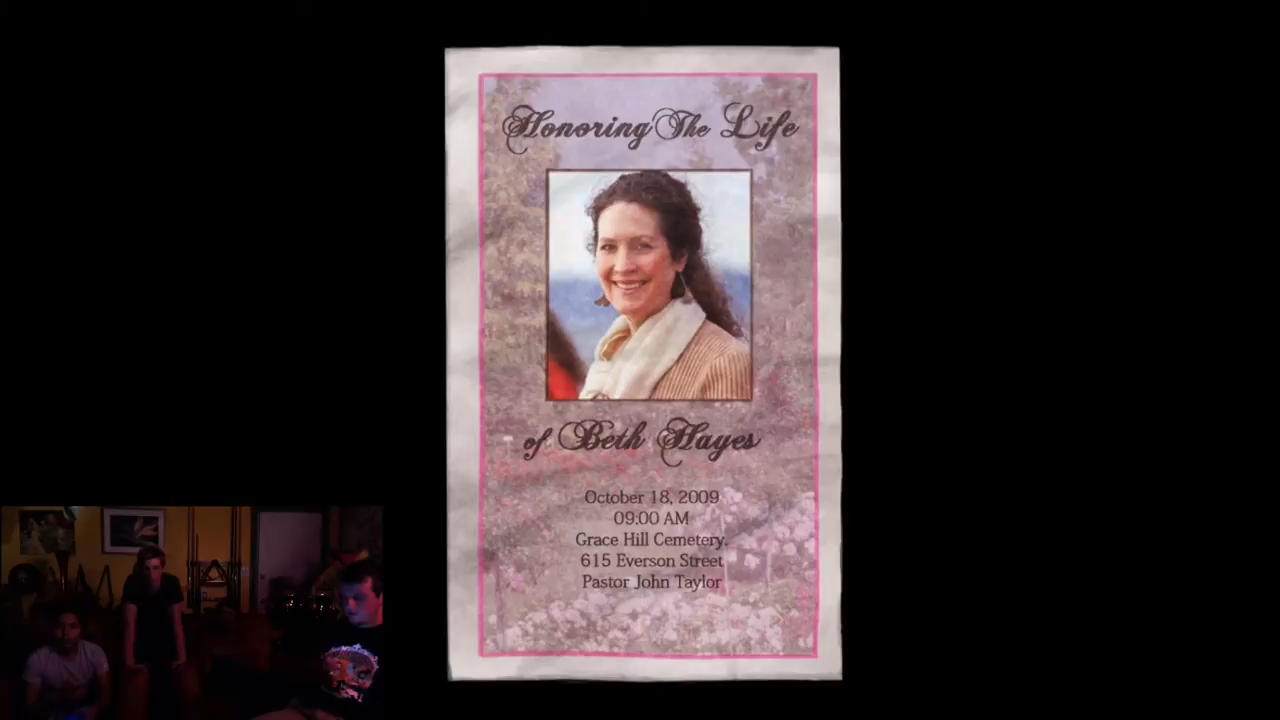 Honoring The Life
of Beth Hayes
October 18, 2009
09:00 AM
Grace Hill Cemetery.
615 Everson Street
Pastor John Taylor